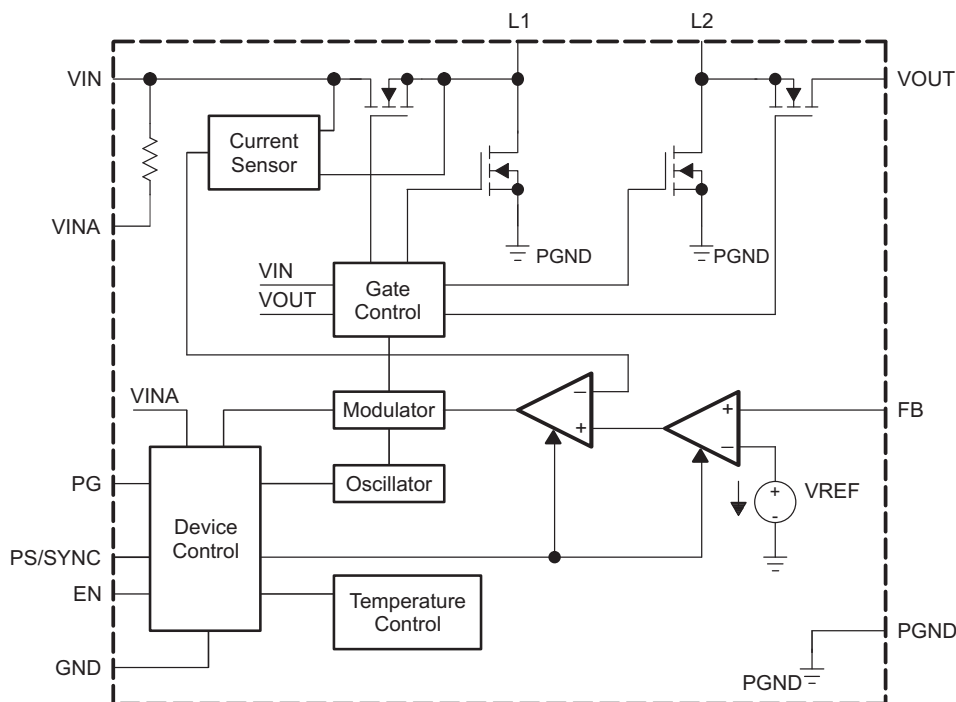 L1
L2
VIN
VOUT
Current
Sensor
VINA
PGND
PGND
VIN
VOUT
Gate
Control
VINA
Modulator
−
+
+
−
FB
PG
Oscillator
+
-
VREF
Device
Control
PS/SYNC
EN
Temperature
Control
PGND
GND
PGND